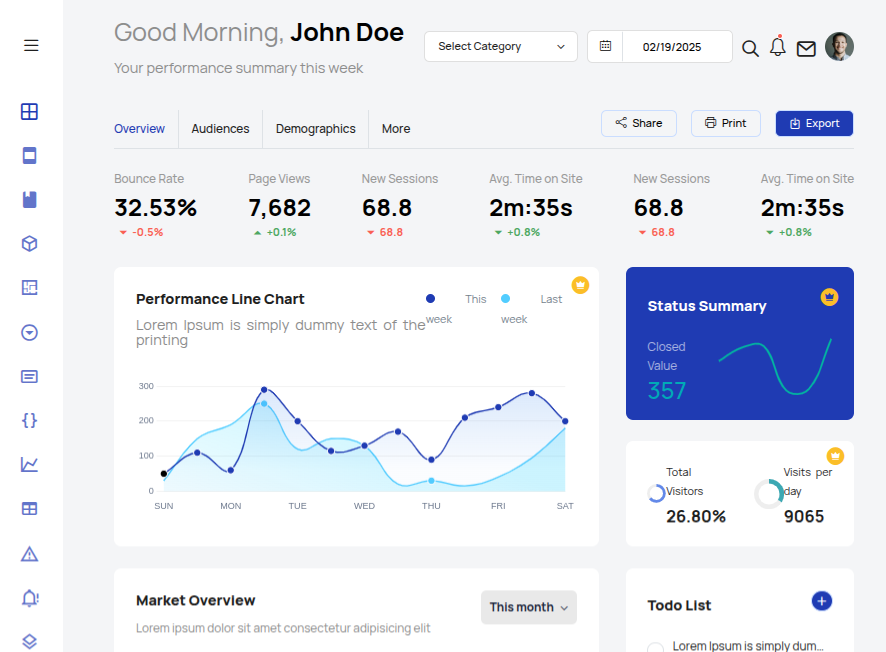 Good Morning, John Doe
Select Category
02/19/2025
Your performance summary this week
Overview
Audiences
Demographics
More
Share
Print
Export
Bounce Rate
32.53%
-0.5%
Page Views
7,682
+0.1%
New Sessions
68.8
68.8
Avg. Time on Site
2m:35s
+0.8%
New Sessions
68.8
68.8
Avg. Time on Site
2m:35s
+0.8%
Performance Line Chart
Lorem Ipsum is simply dummy text of the
printing
This
week
Last
week
300
200
100
0
SUN
MON
TUE
WED
THU
FRI
SAT
Status Summary
Closed
Value
357
Total
Visitors
26.80%
Visits per
day
9065
Market Overview
Lorem ipsum dolor sit amet consectetur adipisicing elit
This month
Todo List
Lorem Ipsum is simply dum...